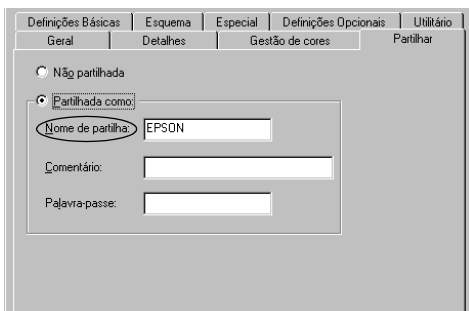 Definições Básicas Esquema Especial Definições Opcionais Utilitário
Geral Detalhes Gestão de cores Partilhar
Não partilhada
Partilhada como:
Nome de partilha: EPSON
Comentário:
Palavra-passe: